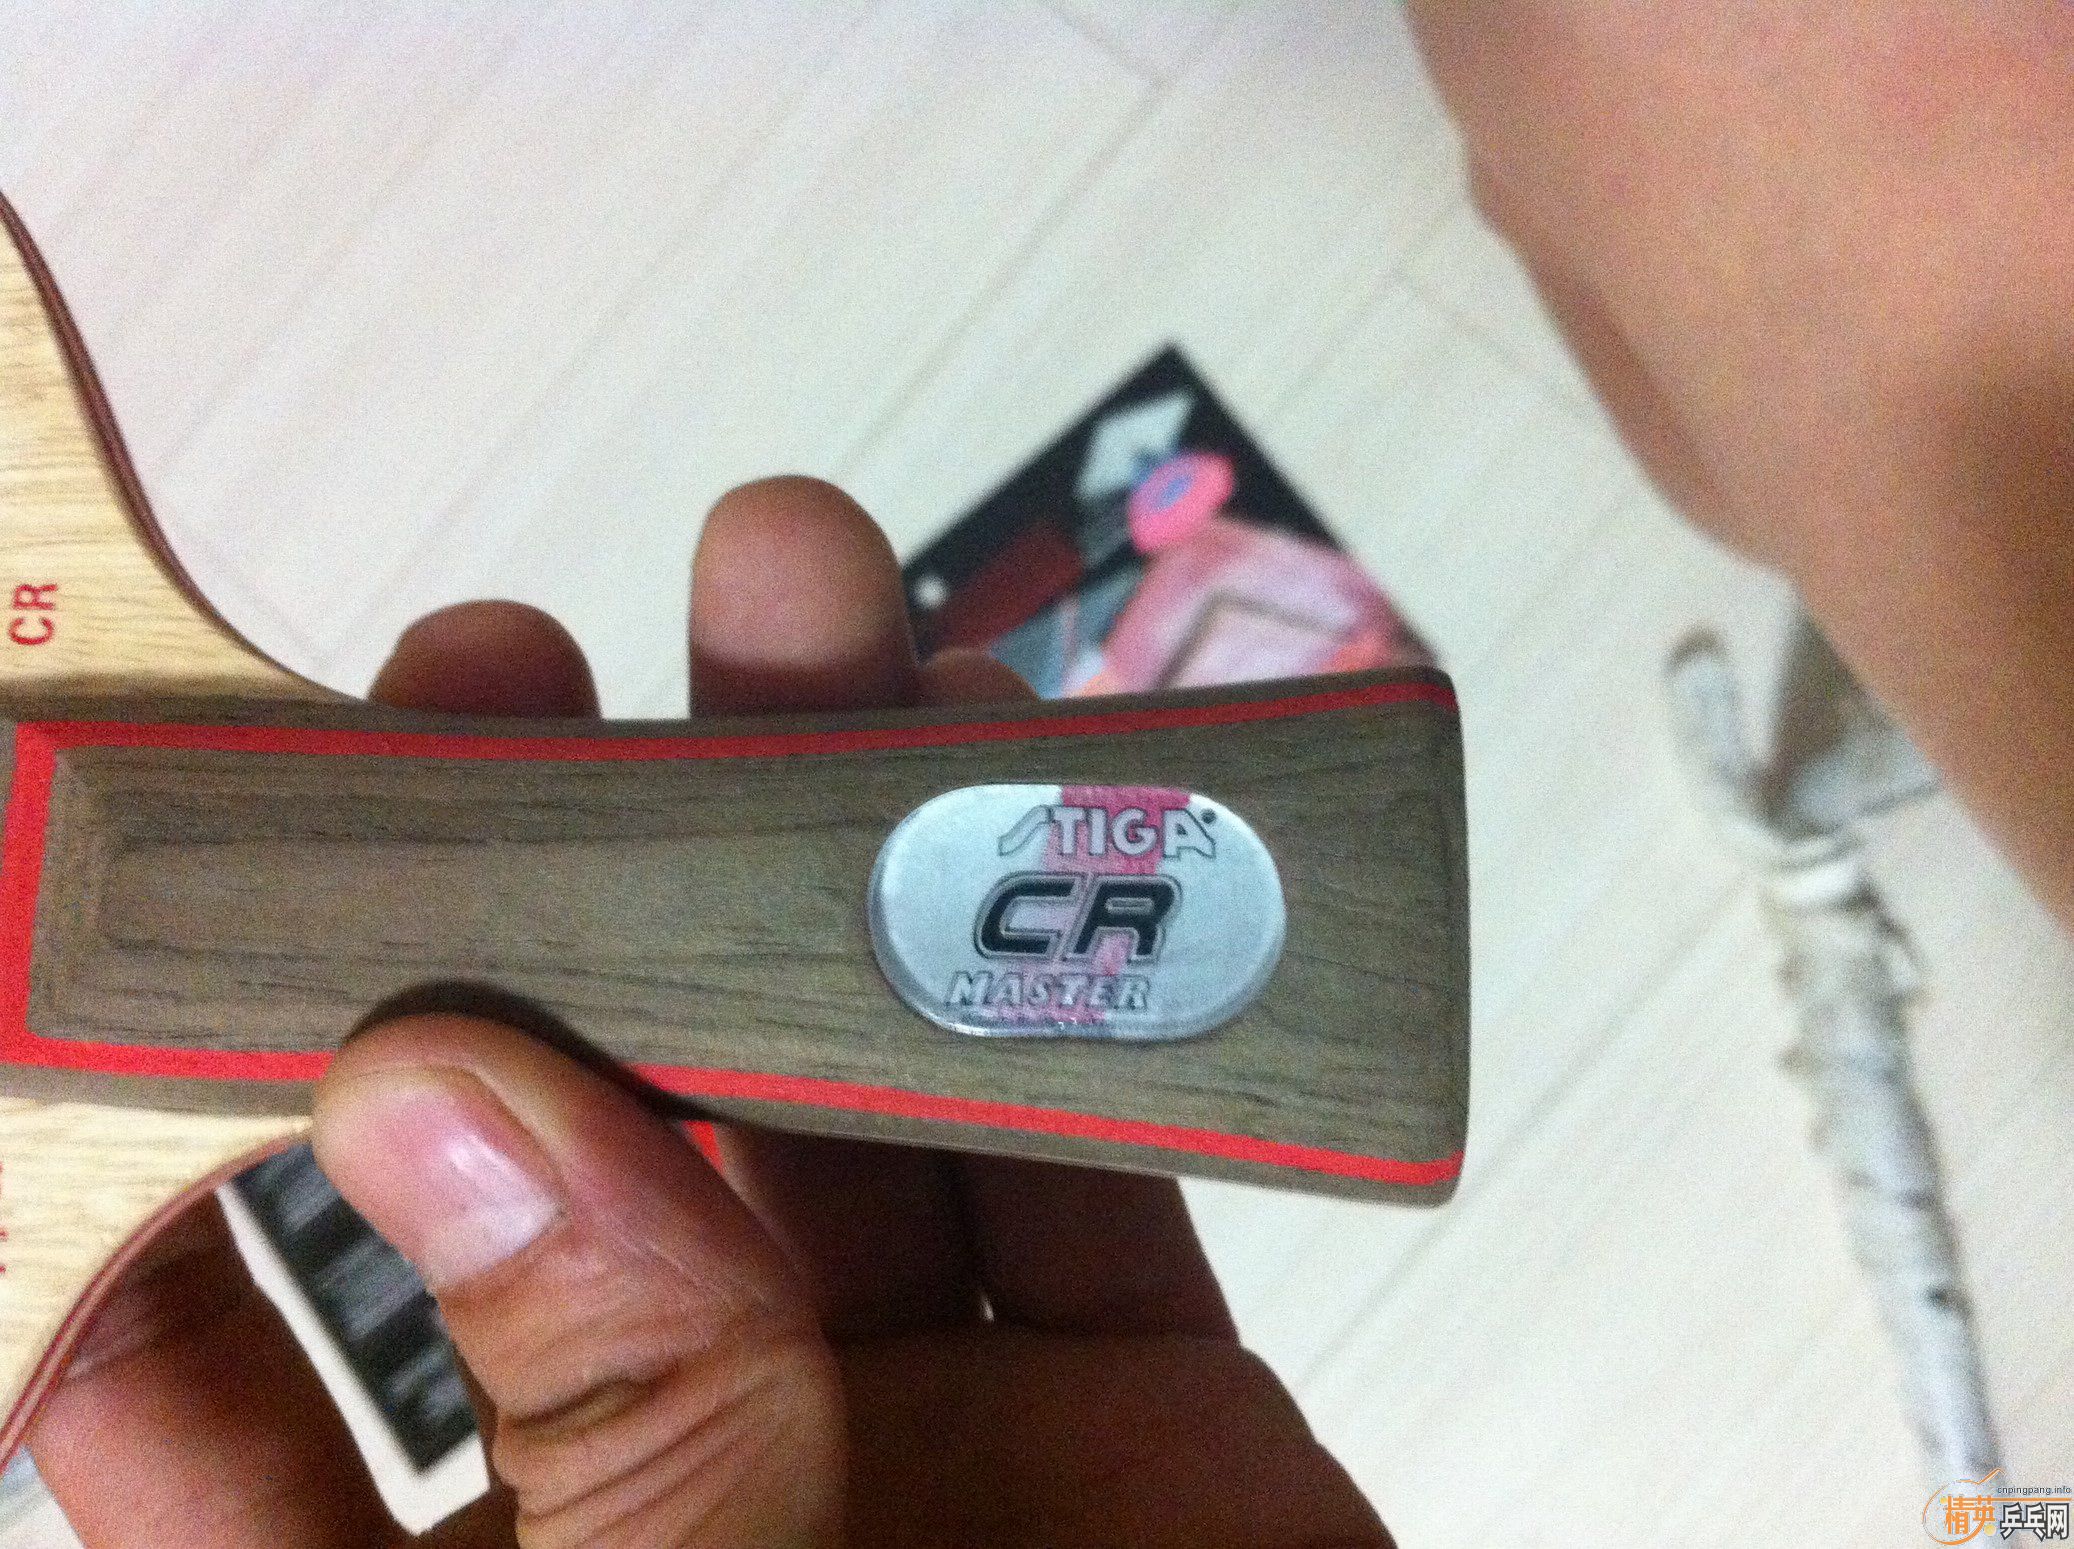 CR
STIGA
CR
MASTER
cnpingpang.info
精英乒乓网